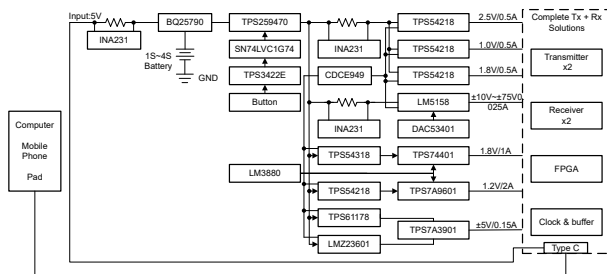 Input:5V
BQ25790
TPS259470
TPS54218
2.5V/0.5A
Complete Tx + Rx
Solutions
INA231
1S~4S
Battery
GND
SN74LVC1G74
INA231
TPS54218
1.0V/0.5A
Transmitter
x2
TPS3422E
CDCE949
TPS54218
1.8V/0.5A
Button
LM5158
±10V~±75V0
025A
INA231
DAC53401
Receiver
x2
Computer
Mobile
Phone
Pad
TPS54318
TPS74401
1.8V/1A
LM3880
FPGA
TPS54218
TPS7A9601
1.2V/2A
TPS61178
TPS7A3901
±5V/0.15A
Clock & buffer
LMZ23601
Type C